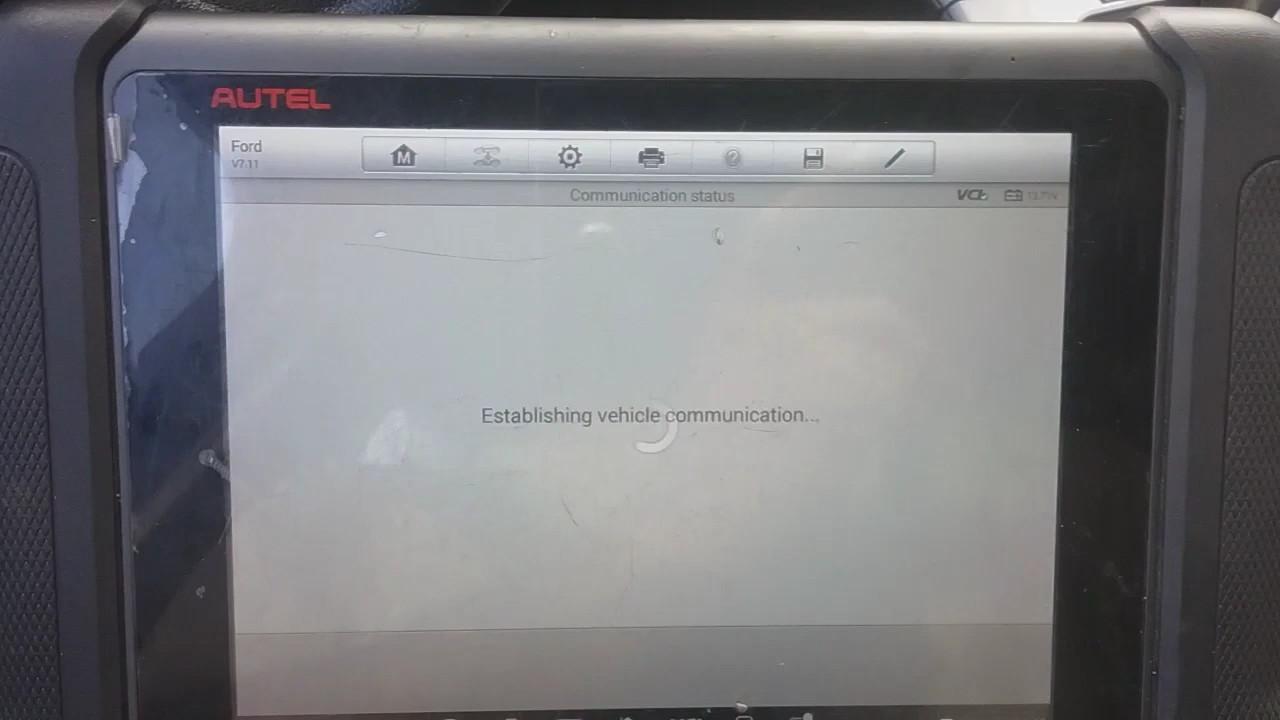 AUTEL
Ford
V7.11
M
?
Communication status
VCI
Establishing vehicle communication...